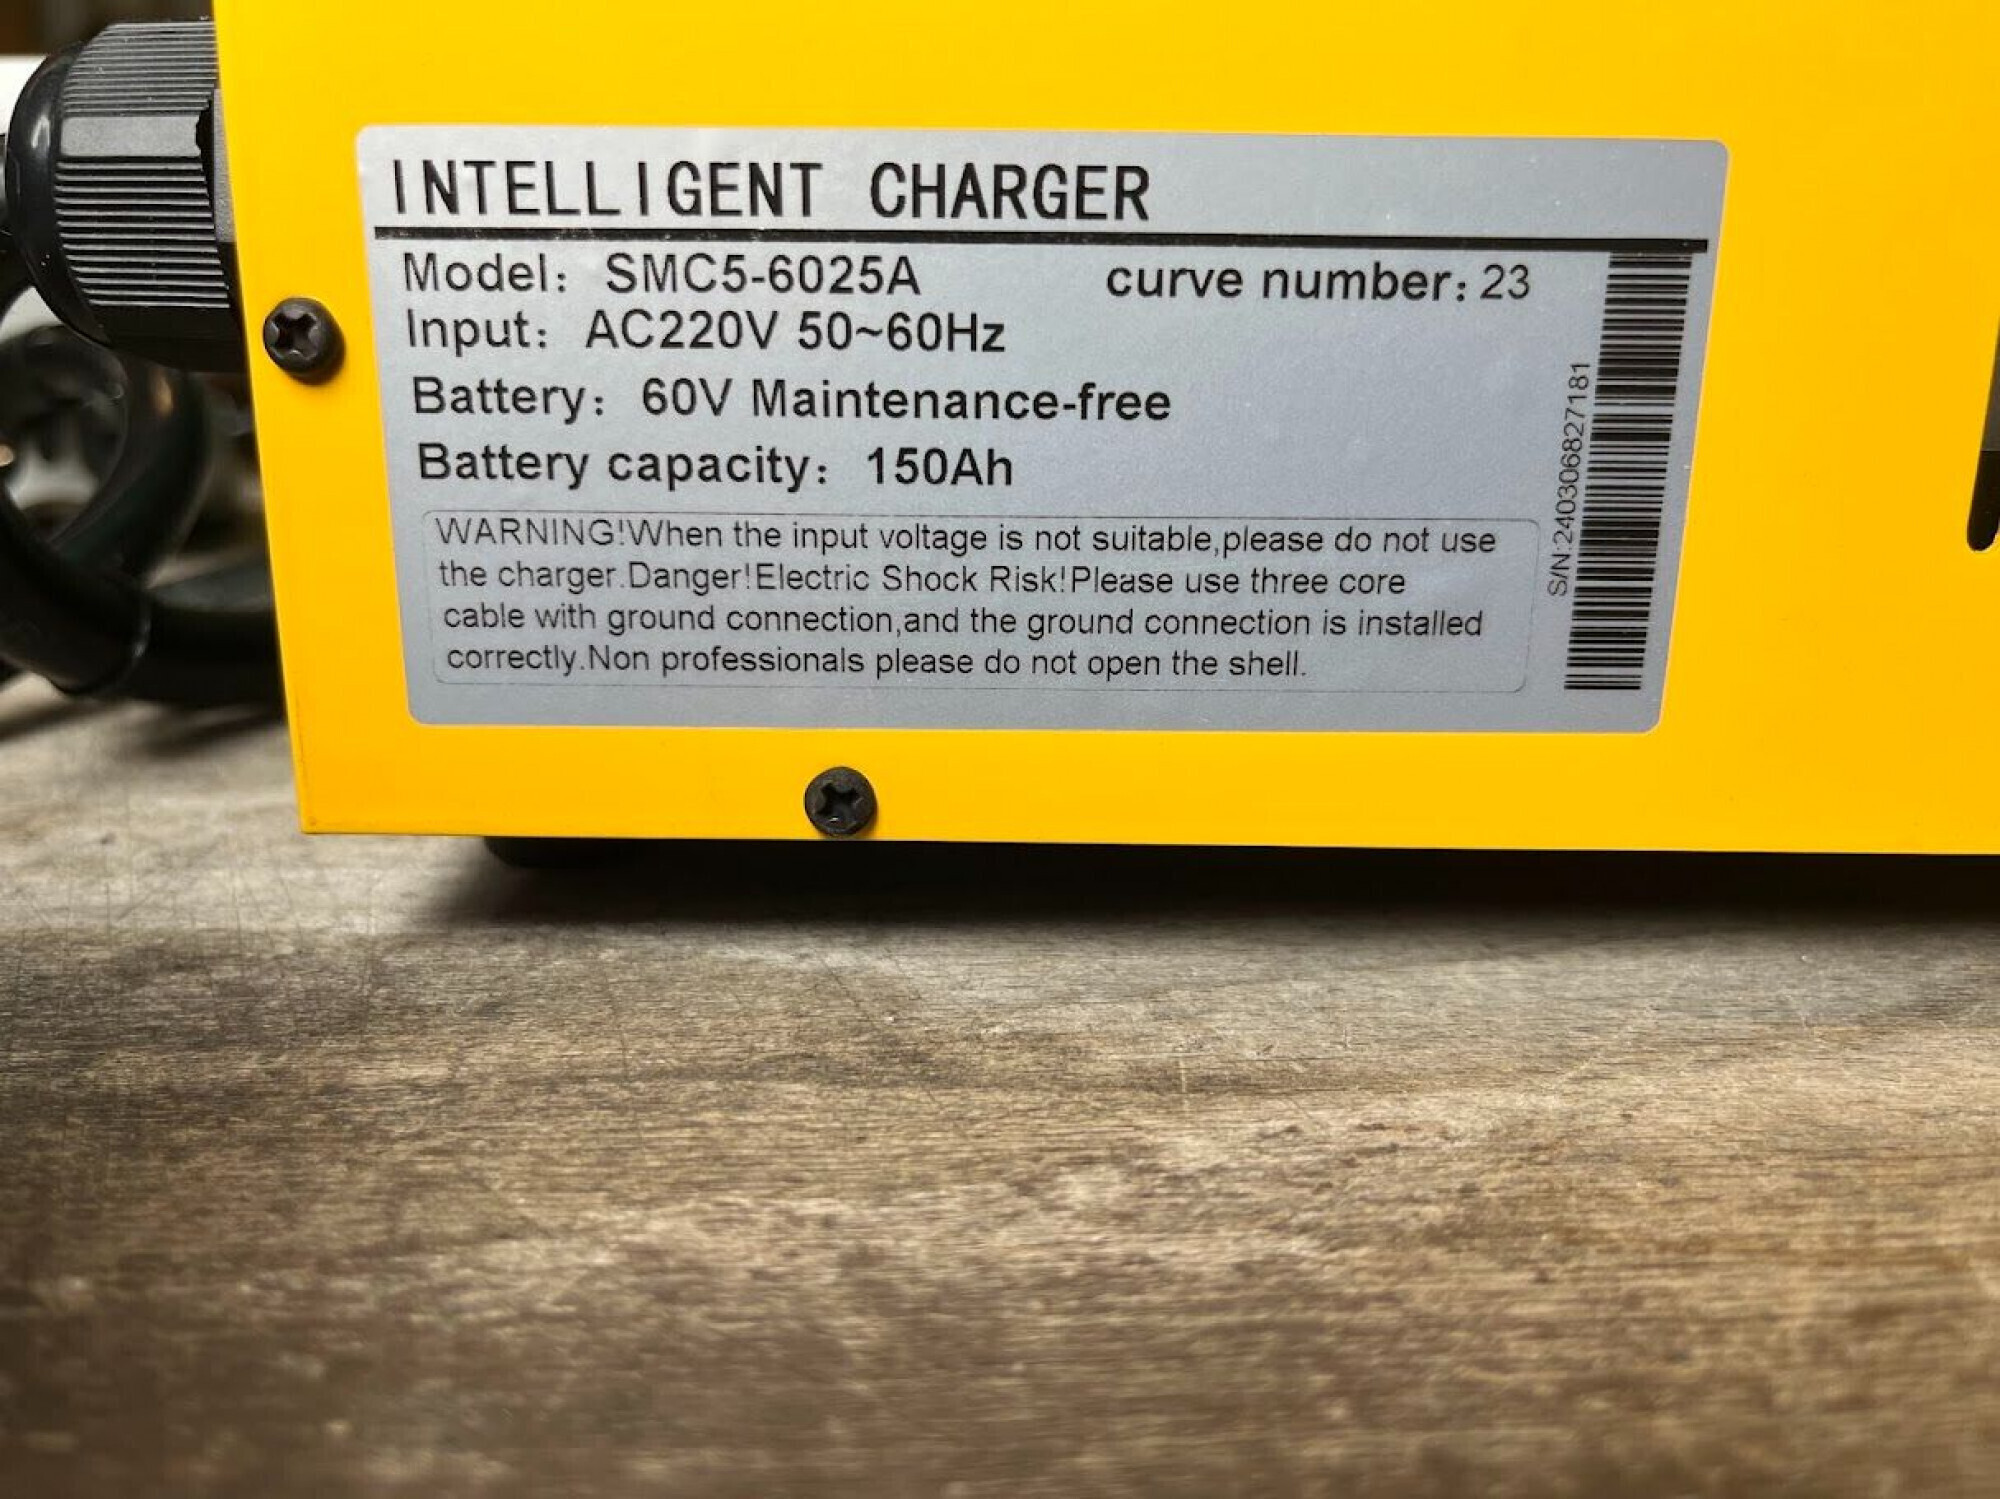 INTELLIGENT CHARGER
Model: SMC5-6025A curve number: 23
Input: AC220V 50~60Hz
Battery: 60V Maintenance-free
Battery capacity: 150Ah
WARNING!When the input voltage is not suitable,please do not use
the charger.Danger!Electric Shock Risk!Please use three core
cable with ground connection,and the ground connection is installed
correctly.Non professionals please do not open the shell.
S/N:240306827181